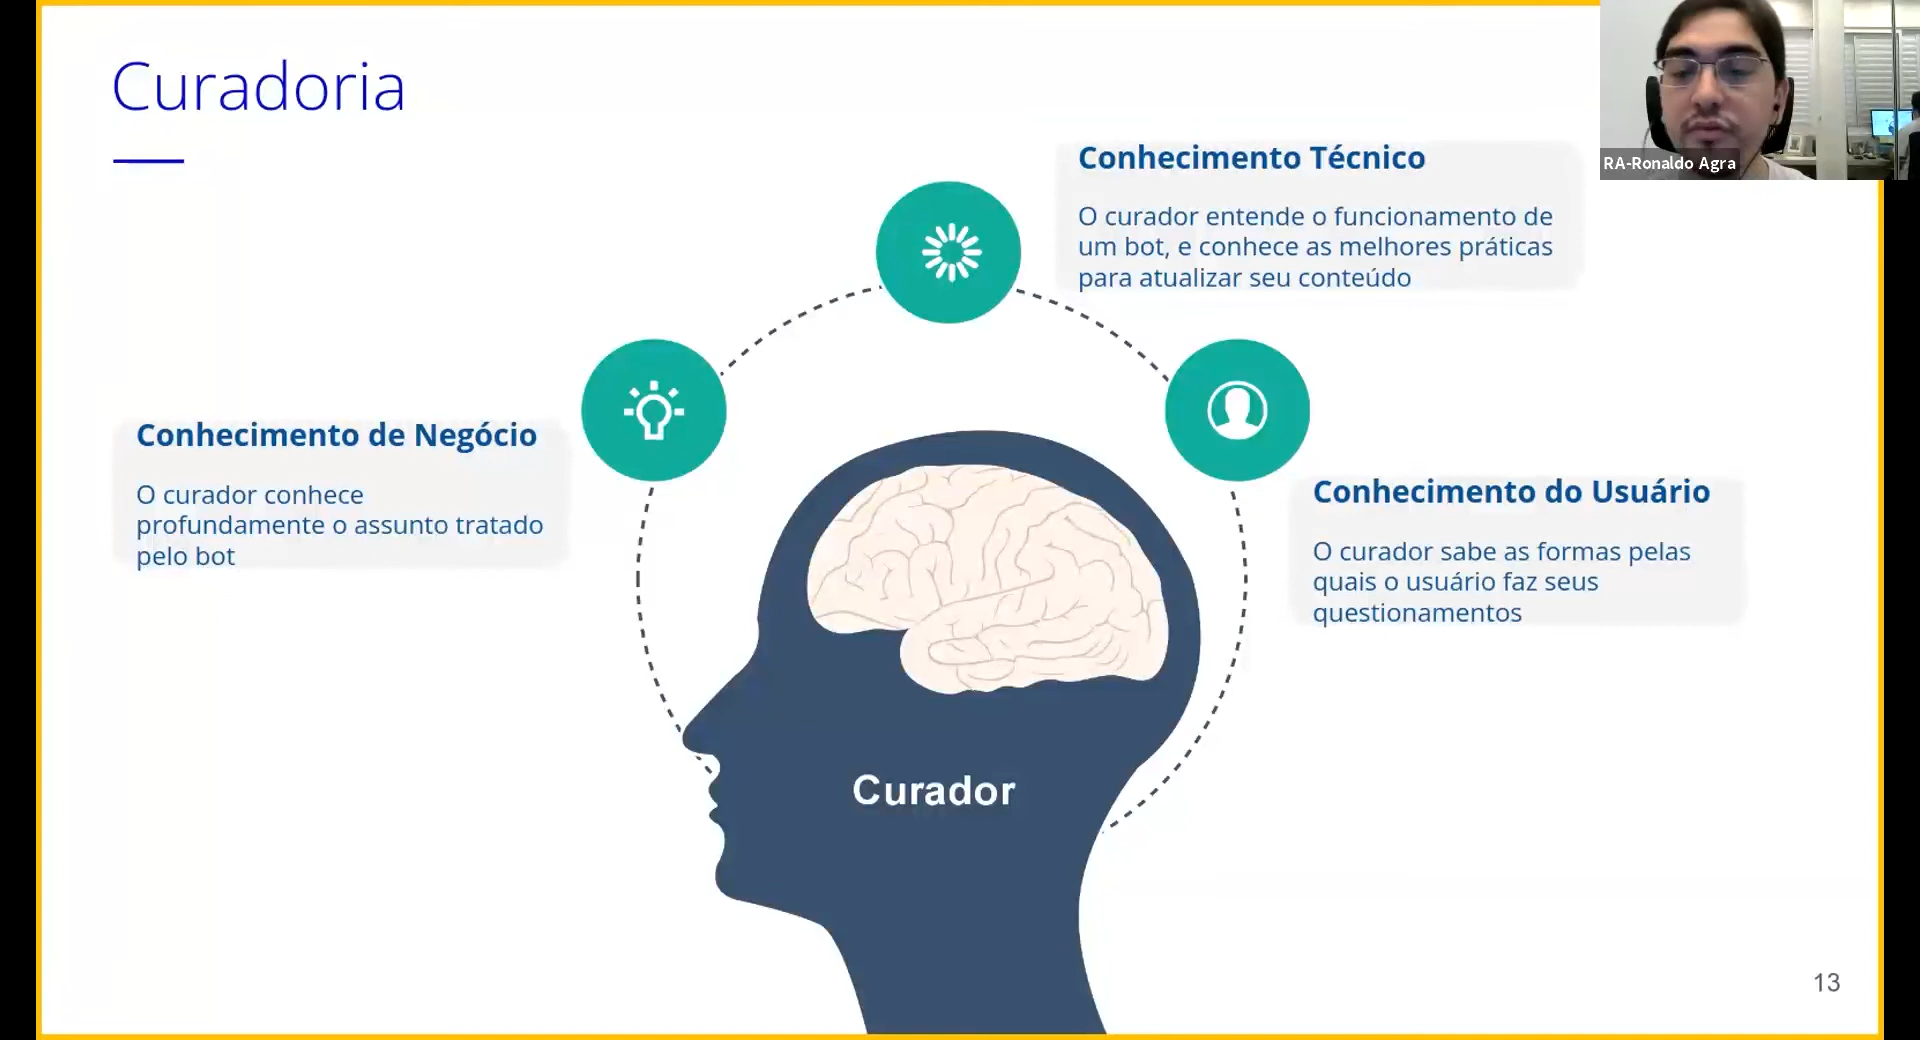 Curadoria
RA-Ronaldo Agra
Conhecimento Técnico
O curador entende o funcionamento de
um bot, e conhece as melhores práticas
para atualizar seu conteúdo
Conhecimento de Negócio
O curador conhece
profundamente o assunto tratado
pelo bot
Conhecimento do Usuário
O curador sabe as formas pelas
quais o usuário faz seus
questionamentos
Curador
13